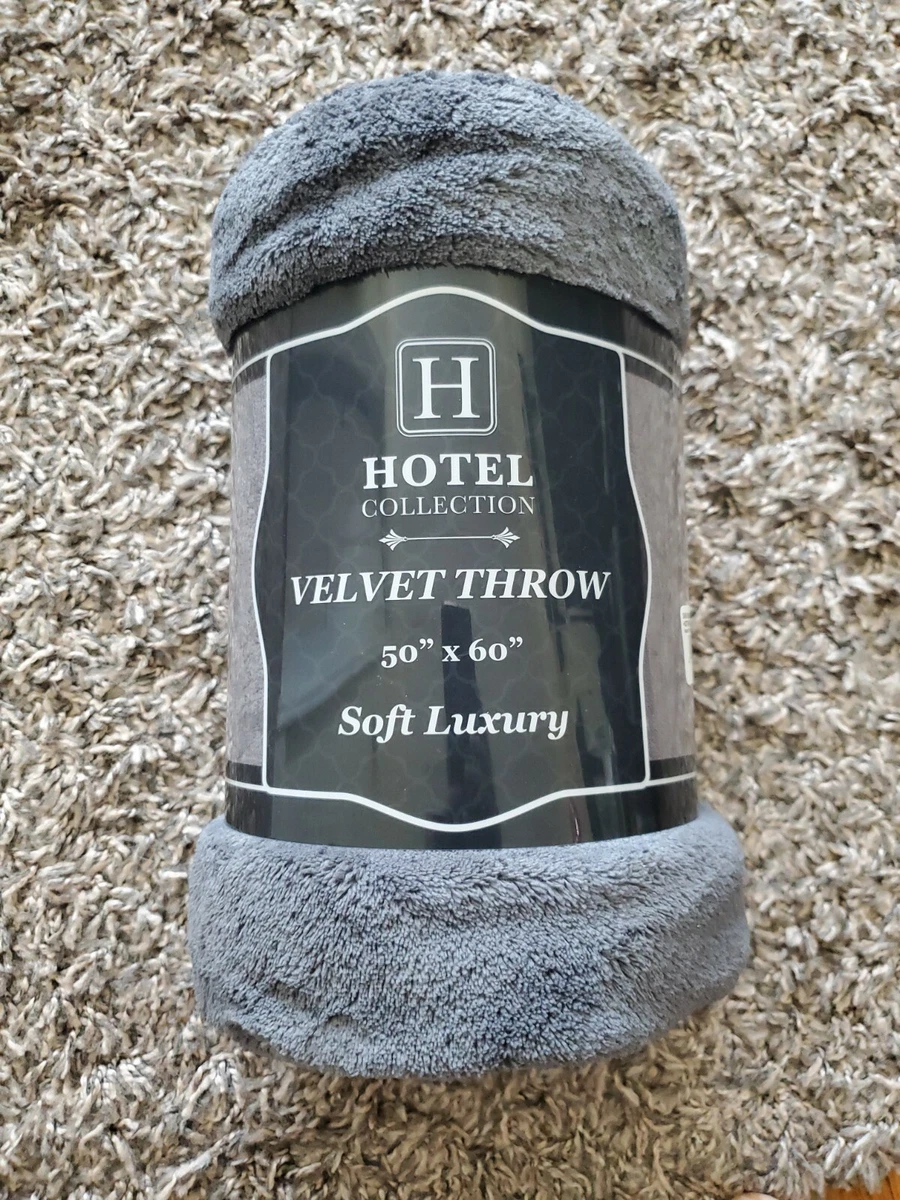 H
HOTEL
COLLECTION
VELVET THROW
50” x 60”
Soft Luxury